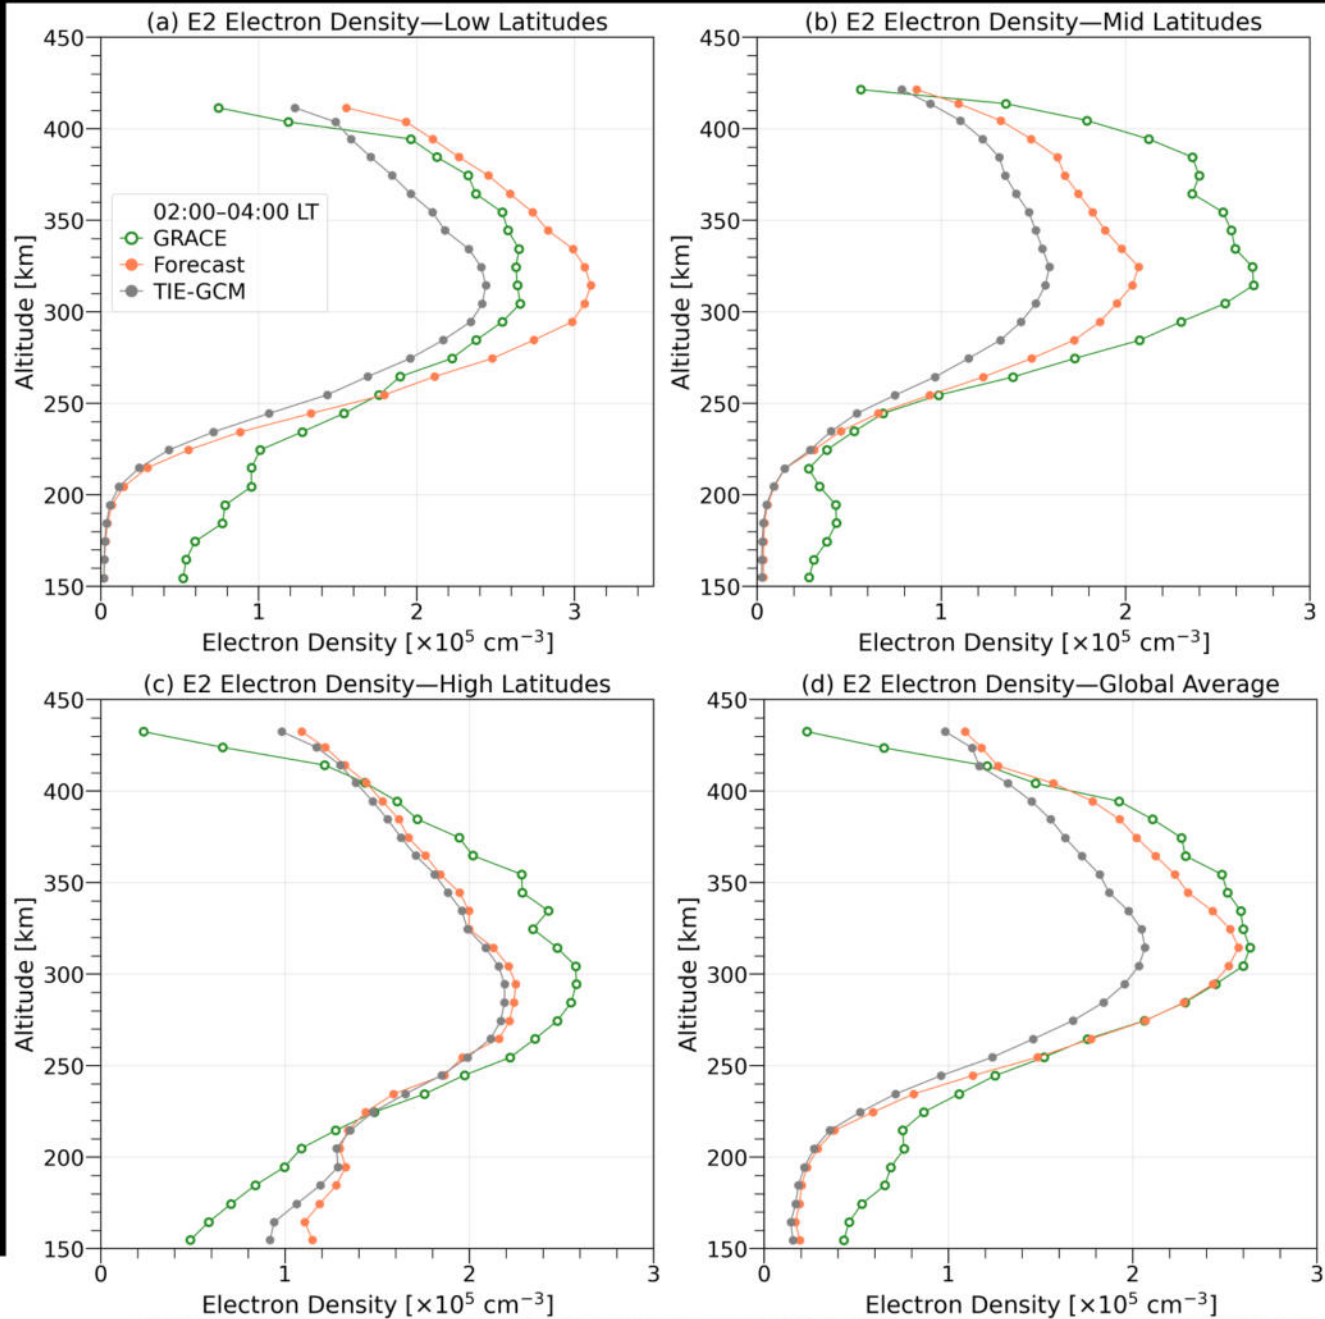 (a) E2 Electron Density—Low Latitudes
450
400
350
300
250
200
150
Altitude [km]
02:00–04:00 LT
GRACE
Forecast
TIE-GCM
0 1 2 3
Electron Density [×10⁵ cm⁻³]
(b) E2 Electron Density—Mid Latitudes
450
400
350
300
250
200
150
Altitude [km]
0 1 2 3
Electron Density [×10⁵ cm⁻³]
(c) E2 Electron Density—High Latitudes
450
400
350
300
250
200
150
Altitude [km]
0 1 2 3
Electron Density [×10⁵ cm⁻³]
(d) E2 Electron Density—Global Average
450
400
350
300
250
200
150
Altitude [km]
0 1 2 3
Electron Density [×10⁵ cm⁻³]